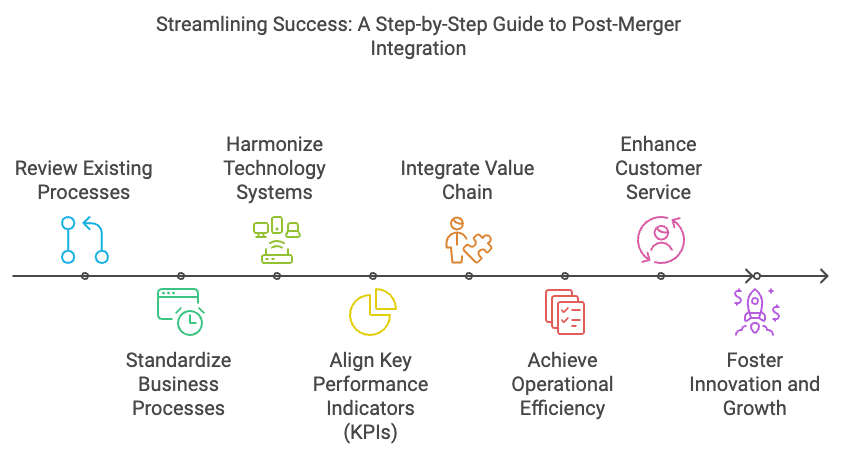 Streamlining Success: A Step-by-Step Guide to Post-Merger
Integration
Review Existing
Processes
Standardize
Business
Processes
Harmonize
Technology
Systems
Align Key
Performance
Indicators
(KPIs)
Integrate Value
Chain
Achieve
Operational
Efficiency
Enhance
Customer
Service
Foster
Innovation and
Growth